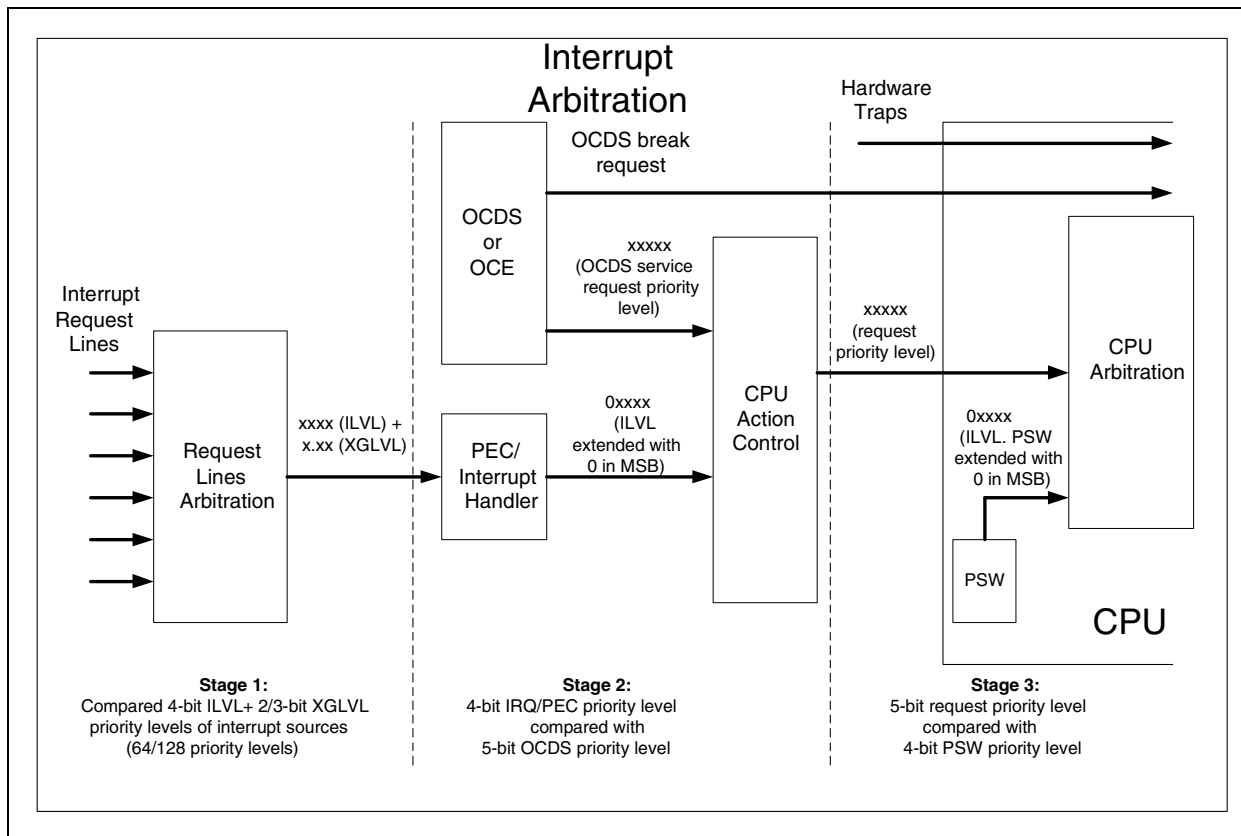 Interrupt
Arbitration
Hardware
Traps
OCDS break
request
OCDS
or
OCE
xxxxx
(OCDS service
request priority
level)
Interrupt
Request
Lines
xxxxx
(request
priority level)
CPU
Arbitration
CPU
Action
Control
xxxx (ILVL) +
x.xx (XGLVL)
Request
Lines
Arbitration
PEC/
Interrupt
Handler
0xxxx
(ILVL
extended with
0 in MSB)
0xxxx
(ILVL. PSW
extended with
0 in MSB)
PSW
CPU
Stage 1:
Compared 4-bit ILVL+ 2/3-bit XGLVL
priority levels of interrupt sources
(64/128 priority levels)
Stage 2:
4-bit IRQ/PEC priority level
compared with
5-bit OCDS priority level
Stage 3:
5-bit request priority level
compared with
4-bit PSW priority level